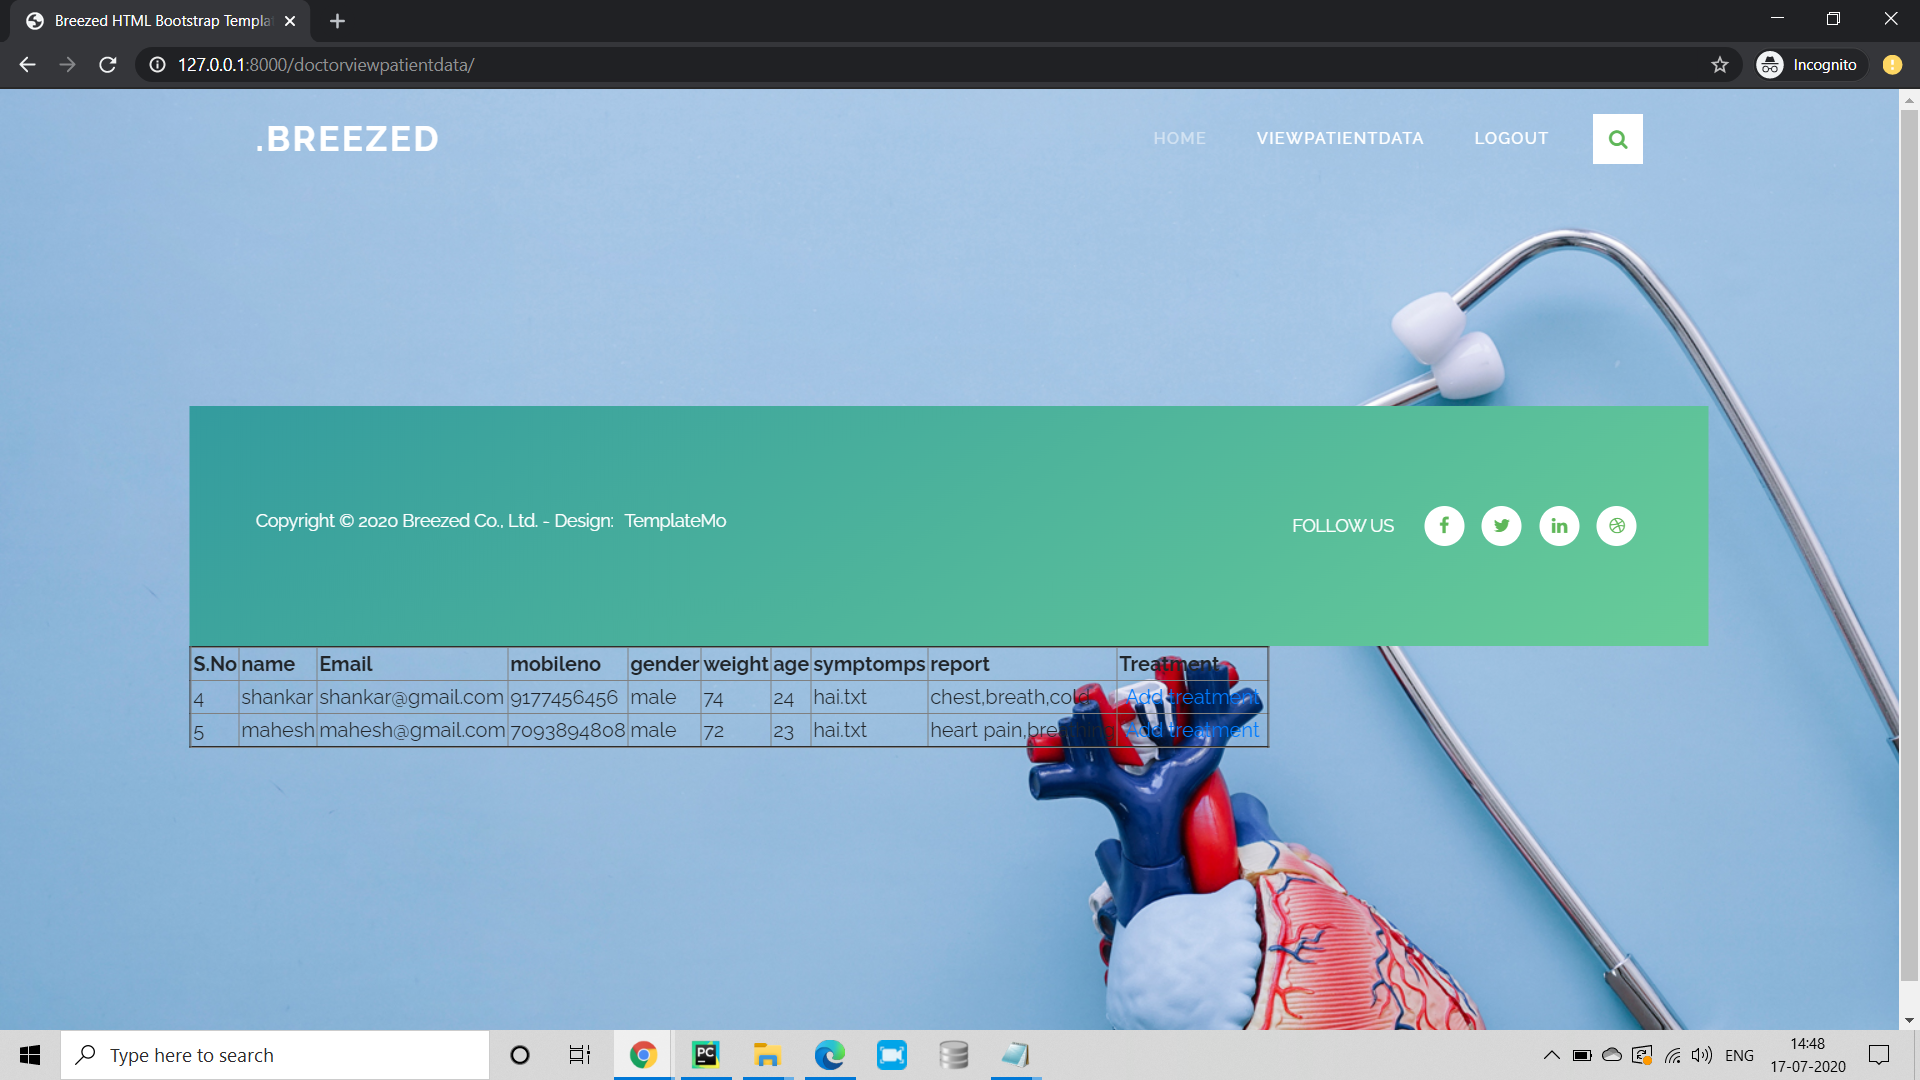 Breezed HTML Bootstrap Templa
127.0.0.1:8000/doctorviewpatientdata/
Incognito
.BREEZED
HOME VIEWPATIENTDATA LOGOUT
Copyright © 2020 Breezed Co., Ltd. - Design: TemplateMo
FOLLOW US
S.No name Email mobileno gender weight age symptomps report Treatment
4 shankar shankar@gmail.com 9177456456 male 74 24 hai.txt chest,breath,cold Add treatment
5 mahesh mahesh@gmail.com 7093894808 male 72 23 hai.txt heart pain, Add treatment
Type here to search
PC
ENG
14:48
17-07-2020